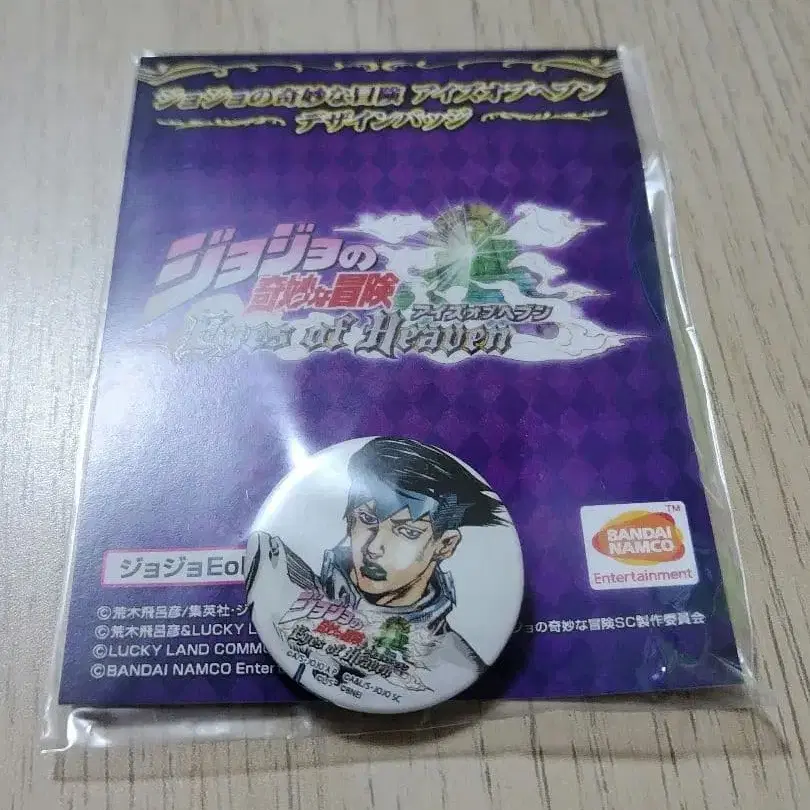 ジョジョの奇妙な冒険 アイズオブヘブン
デザインバッジ
ジョジョの
奇妙な冒険
アイズオブヘブン
Eyes of Heaven
ジョジョEo
BANDAI
NAMCO
TM
Entertainment
©荒木飛呂彦/集英社・ジ
©荒木飛呂彦&LUCKY L
ョの奇妙な冒険SC製作委員会
©LUCKY LAND COMMU
©BANDAI NAMCO Enter
ジョジョの
奇妙な冒険
Eyes of Heaven